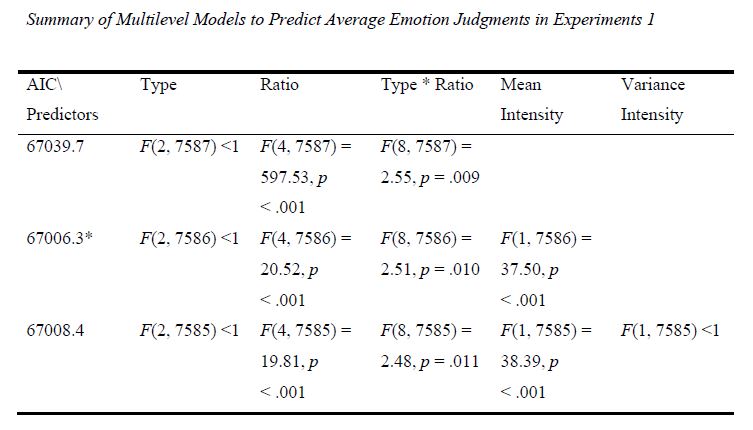 Summary of Multilevel Models to Predict Average Emotion Judgments in Experiments 1
AIC\ Predictors Type Ratio Type * Ratio Mean Intensity Variance Intensity
67039.7 F(2, 7587) <1 F(4, 7587) = 597.53, p < .001 F(8, 7587) = 2.55, p = .009
67006.3* F(2, 7586) <1 F(4, 7586) = 20.52, p < .001 F(8, 7586) = 2.51, p = .010 F(1, 7586) = 37.50, p < .001
67008.4 F(2, 7585) <1 F(4, 7585) = 19.81, p < .001 F(8, 7585) = 2.48, p = .011 F(1, 7585) = 38.39, p < .001 F(1, 7585) <1